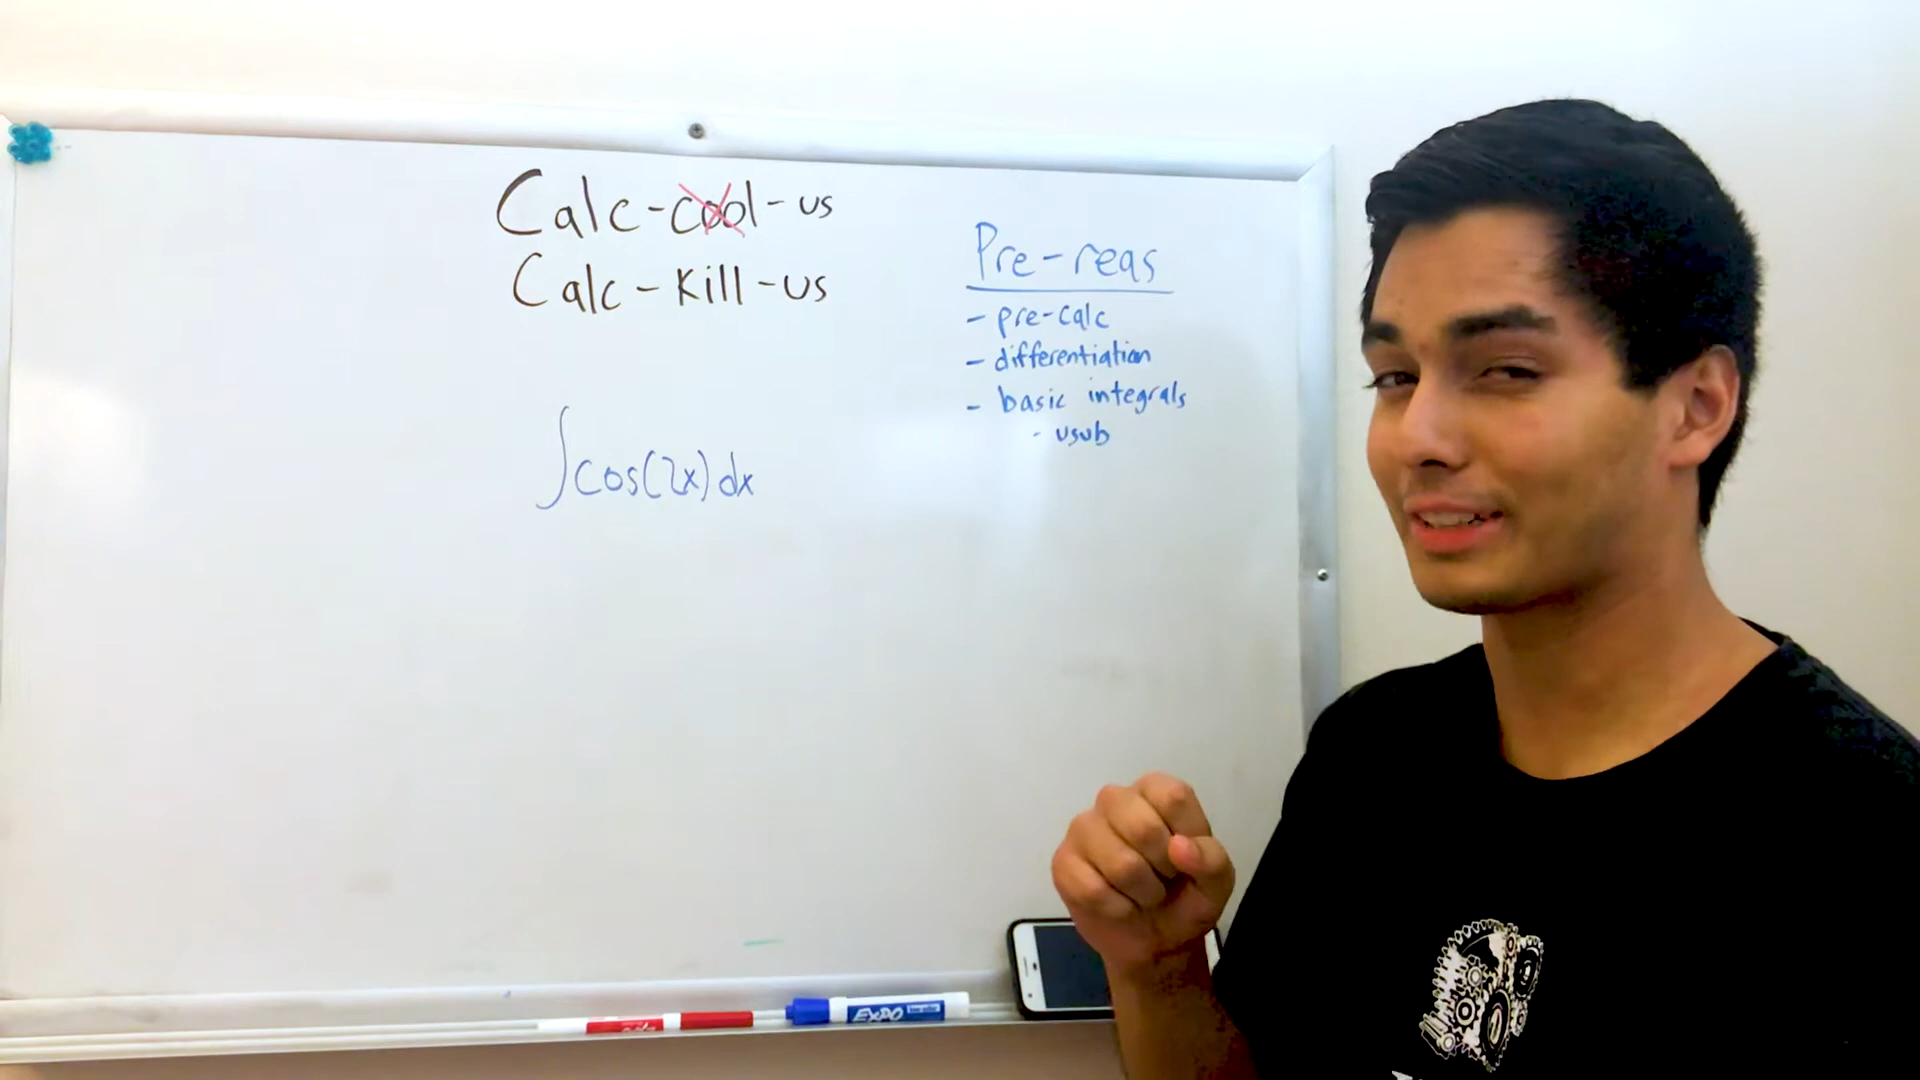 Calc-cool-us
Calc-Kill-us
Pre-reqs
- pre-calc
- differentiation
- basic integrals
- usub
∫cos(2x)dx
EXPO